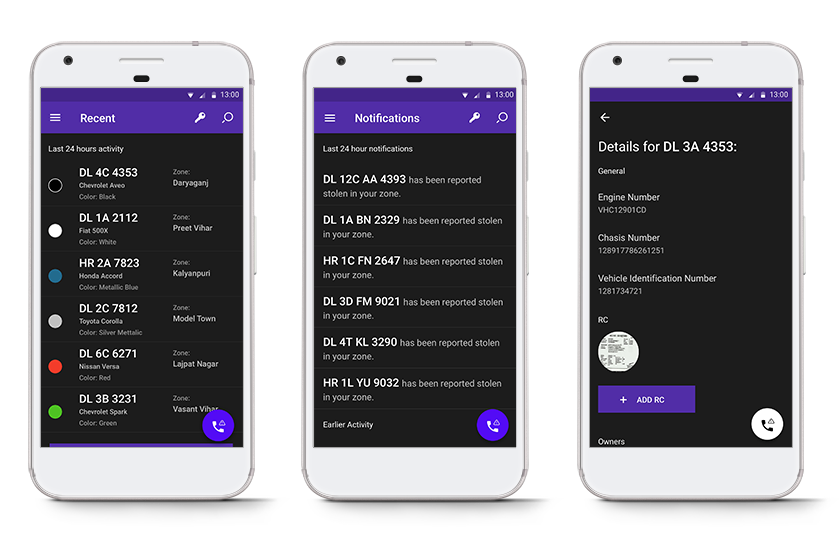 13:00
Recent
Last 24 hours activity
DL 4C 4353
Chevrolet Aveo
Color: Black
Zone:
Daryaganj
DL 1A 2112
Fiat 500X
Color: White
Zone:
Preet Vihar
HR 2A 7823
Honda Accord
Color: Metallic Blue
Zone:
Kalyanpuri
DL 2C 7812
Toyota Corolla
Color: Silver Mettalic
Zone:
Model Town
DL 6C 6271
Nissan Versa
Color: Red
Zone:
Lajpat Nagar
DL 3B 3231
Chevrolet Spark
Color: Green
Zone:
Vasant Vihar
13:00
Notifications
Last 24 hour notifications
DL 12C AA 4393 has been reported
stolen in your zone.
DL 1A BN 2329 has been reported stolen
in your zone.
HR 1C FN 2647 has been reported stolen
in your zone.
DL 3D FM 9021 has been reported stolen
in your zone.
DL 4T KL 3290 has been reported stolen
in your zone.
HR 1L YU 9032 has been reported stolen
in your zone.
Earlier Activity
13:00
Details for DL 3A 4353:
General
Engine Number
VHC12901CD
Chasis Number
128917786261251
Vehicle Identification Number
1281734721
RC
+ ADD RC
Owners